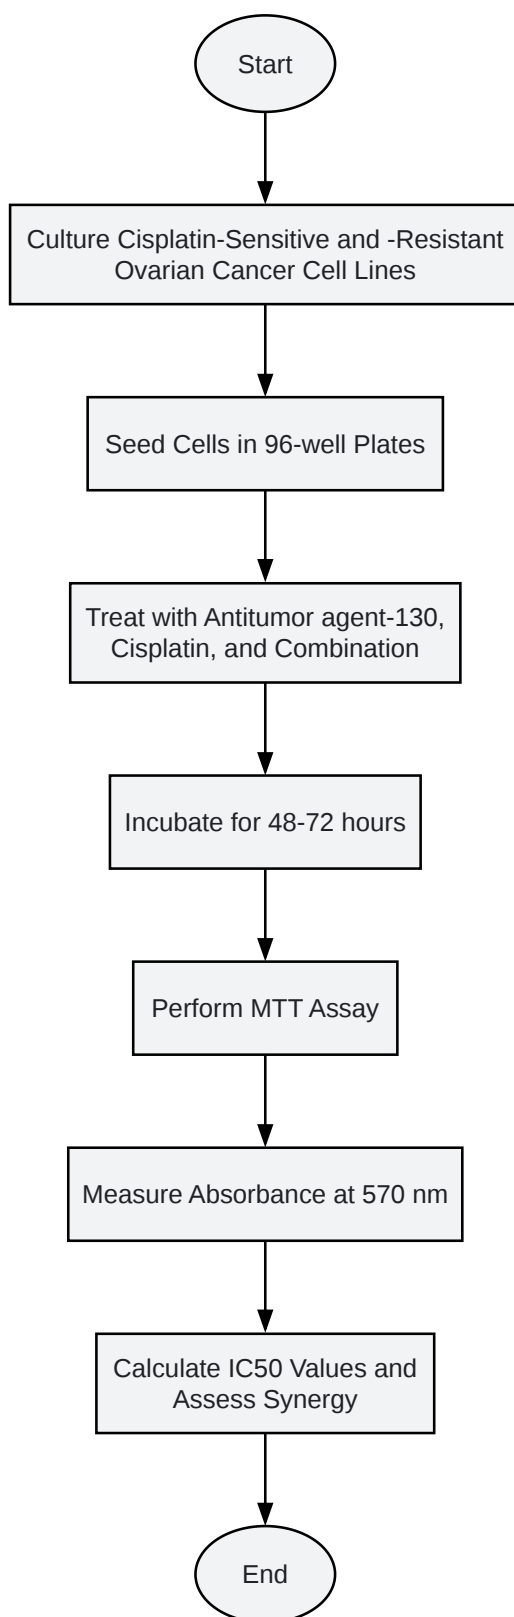 Start
Culture Cisplatin-Sensitive and -Resistant
Ovarian Cancer Cell Lines
Seed Cells in 96-well Plates
Treat with Antitumor agent-130,
Cisplatin, and Combination
Incubate for 48-72 hours
Perform MTT Assay
Measure Absorbance at 570 nm
Calculate IC50 Values and
Assess Synergy
End